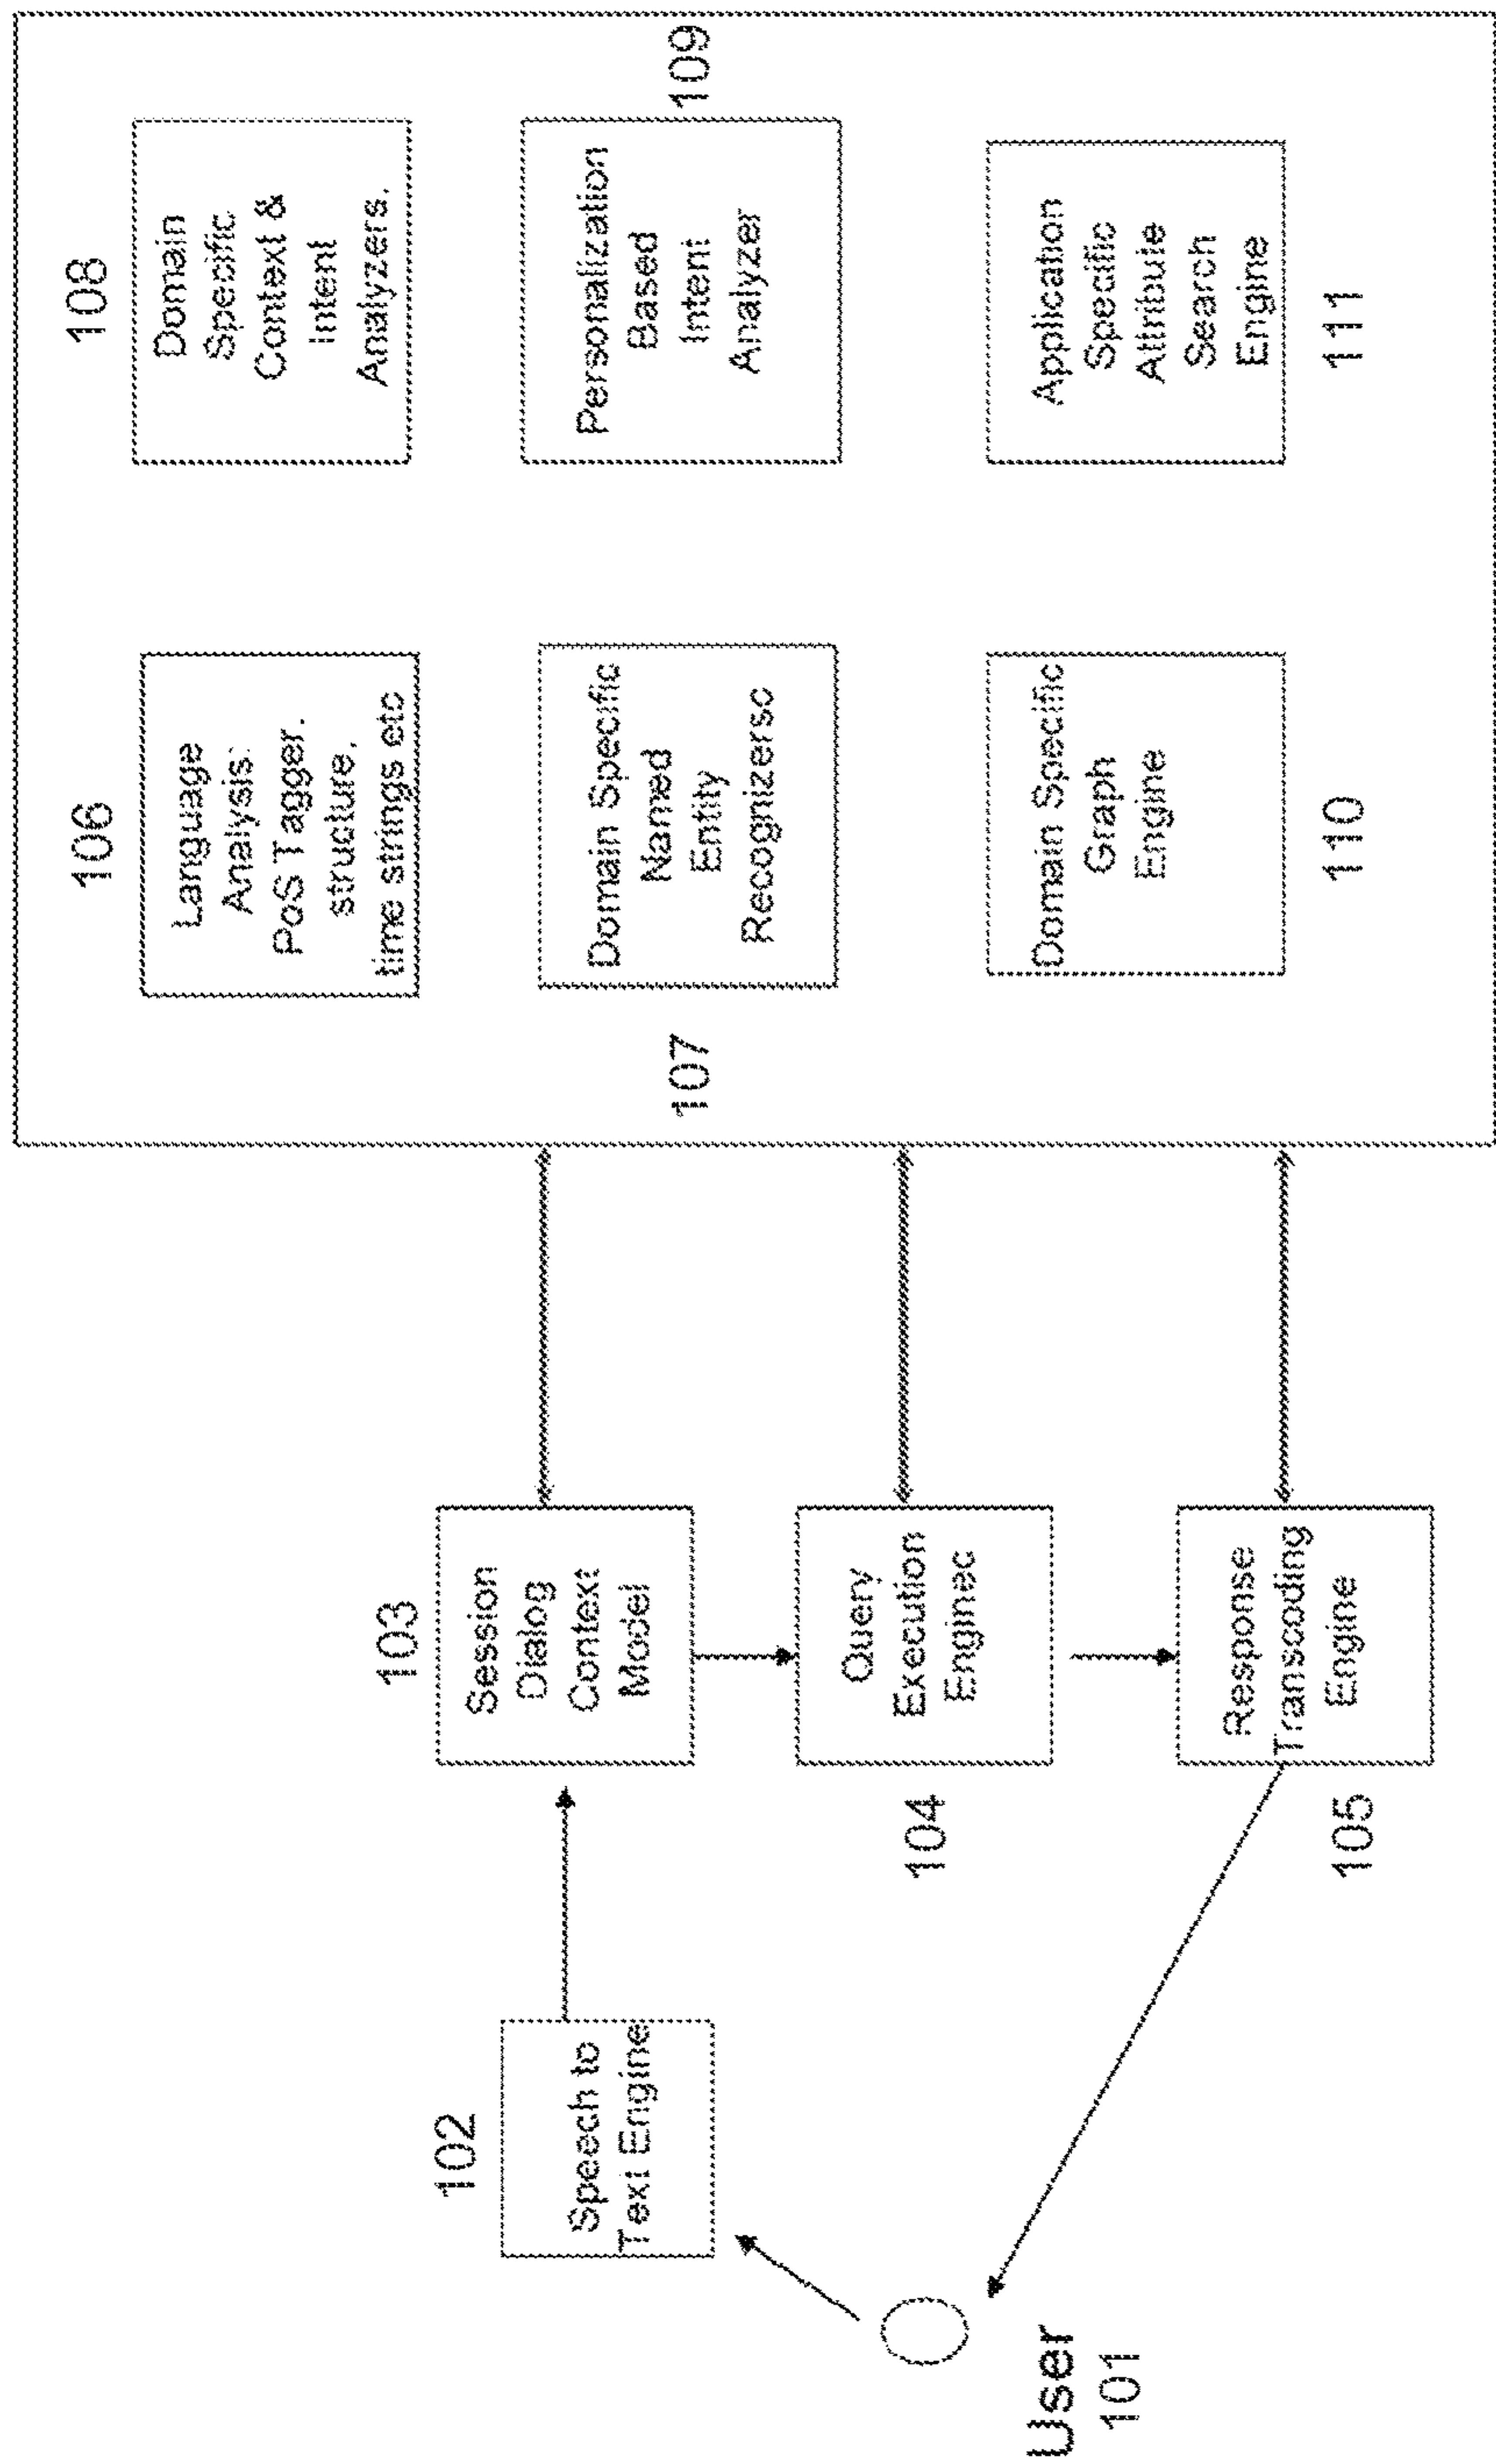 User
101
102
Speech to
Text Engine
103
Session
Dialog
Context
Model
Query
Execution
Enginec
104
Response
Transcoding
Engine
105
106
Language
Analysis:
PoS Tagger.
structure,
time strings etc
107
Domain Specific
Named
Entity
Recognizersc
Domain Specific
Graph
Engine
110
108
Domain
Specific
Context &
Intent
Analyzers.
109
Personalization
Based
Intent
Analyzer
Application
Specific
Attribute
Search
Engine
111